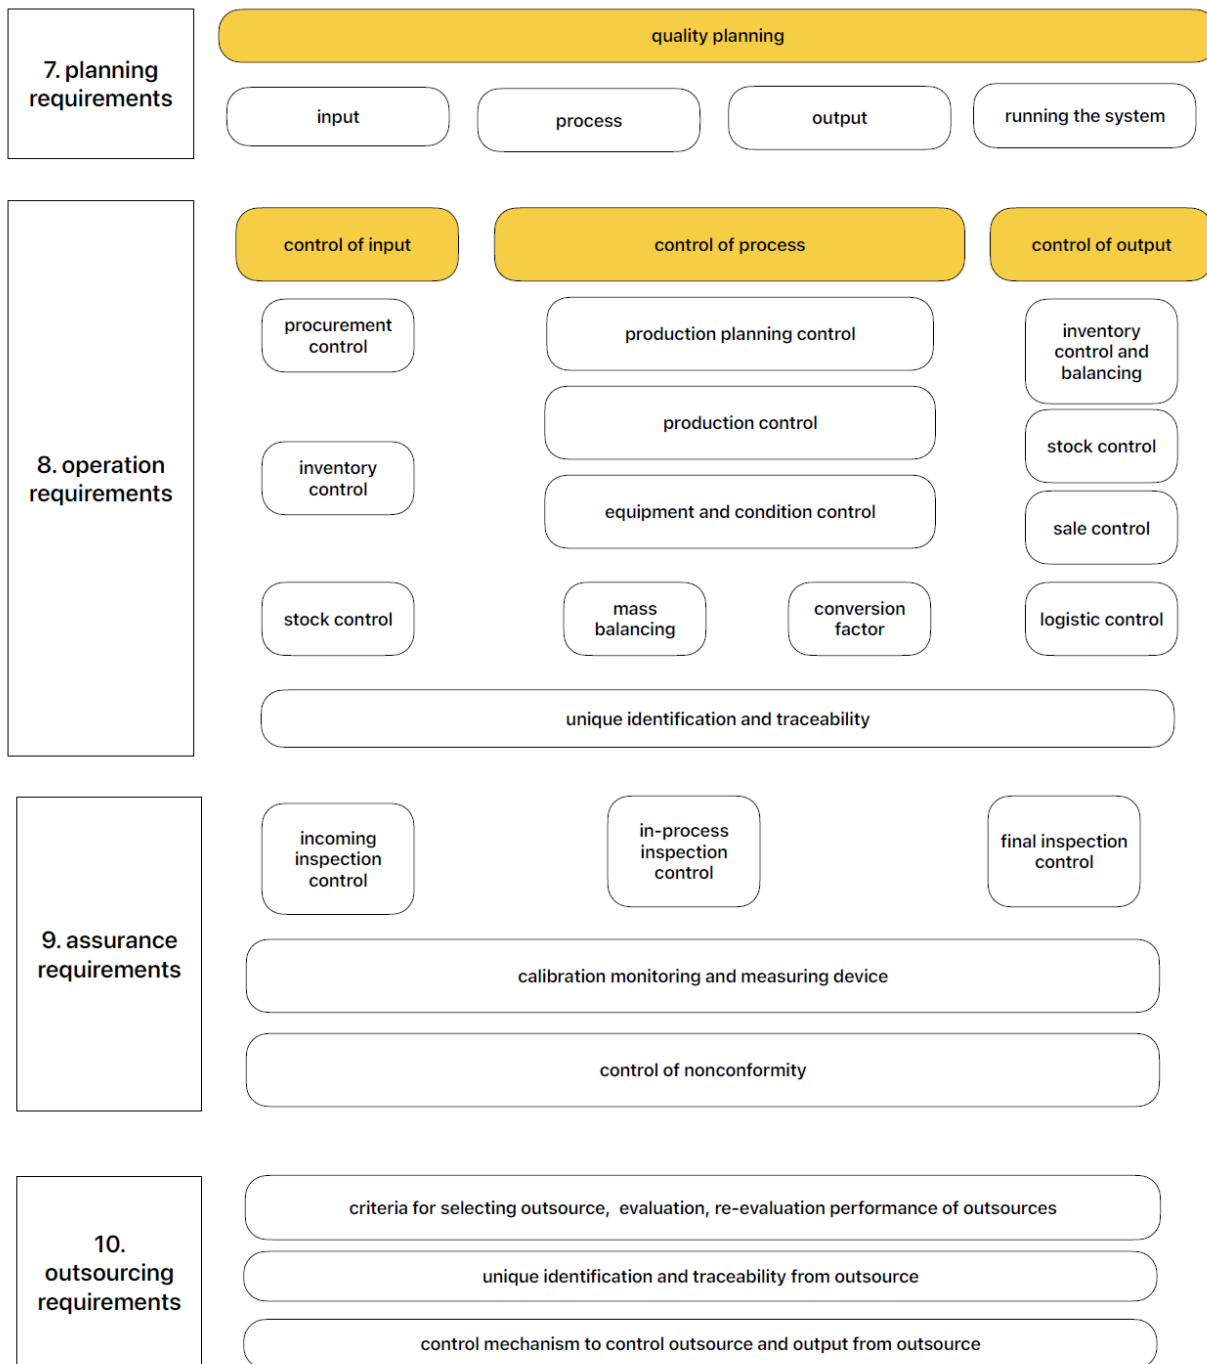 7. planning
requirements
quality planning
input
process
output
running the system
8. operation
requirements
control of input
control of process
control of output
procurement
control
production planning control
inventory
control and
balancing
production control
stock control
inventory
control
equipment and condition control
sale control
stock control
mass
balancing
conversion
factor
logistic control
unique identification and traceability
9. assurance
requirements
incoming
inspection
control
in-process
inspection
control
final inspection
control
calibration monitoring and measuring device
control of nonconformity
10.
outsourcing
requirements
criteria for selecting outsource,  evaluation, re-evaluation performance of outsources
unique identification and traceability from outsource
control mechanism to control outsource and output from outsource